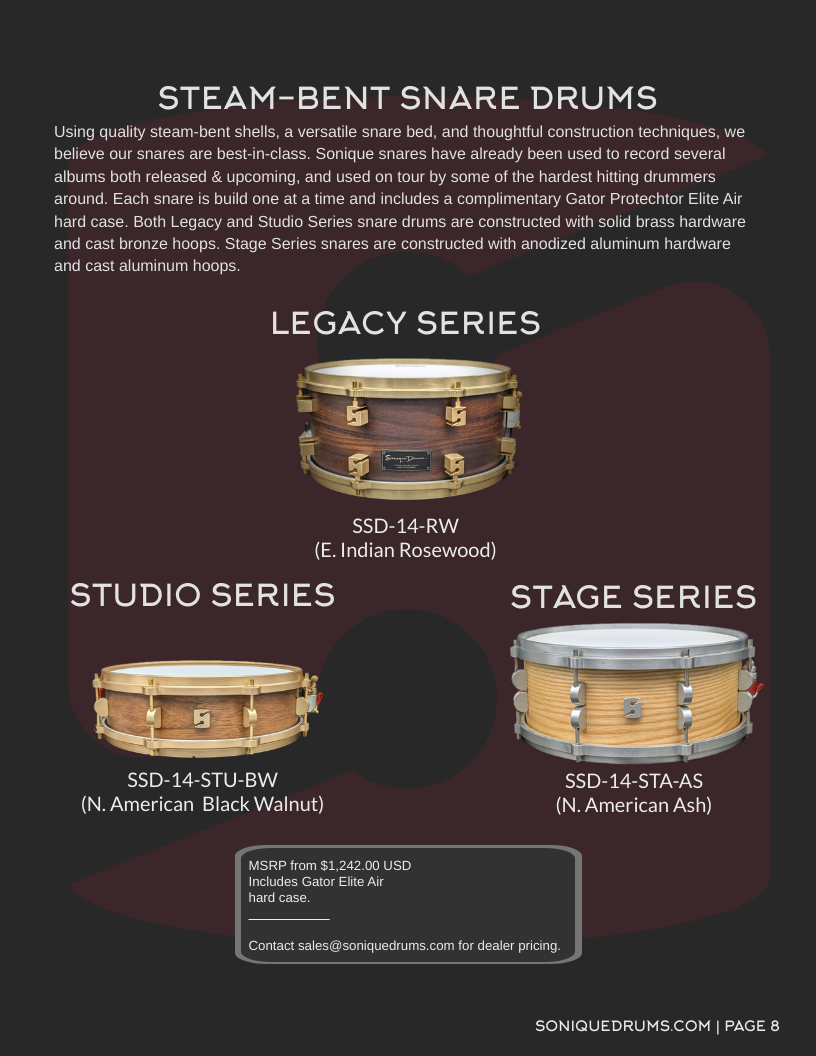 STEAM-BENT SNARE DRUMS
Using quality steam-bent shells, a versatile snare bed, and thoughtful construction techniques, we
believe our snares are best-in-class. Sonique snares have already been used to record several
albums both released & upcoming, and used on tour by some of the hardest hitting drummers
around. Each snare is build one at a time and includes a complimentary Gator Protechtor Elite Air
hard case. Both Legacy and Studio Series snare drums are constructed with solid brass hardware
and cast bronze hoops. Stage Series snares are constructed with anodized aluminum hardware
and cast aluminum hoops.
LEGACY SERIES
Sonique Drums
SSD-14-RW
(E. Indian Rosewood)
STUDIO SERIES
SSD-14-STU-BW
(N. American Black Walnut)
STAGE SERIES
SSD-14-STA-AS
(N. American Ash)
MSRP from $1,242.00 USD
Includes Gator Elite Air
hard case.
Contact sales@soniquedrums.com for dealer pricing.
SONIQUEDRUMS.COM | PAGE 8